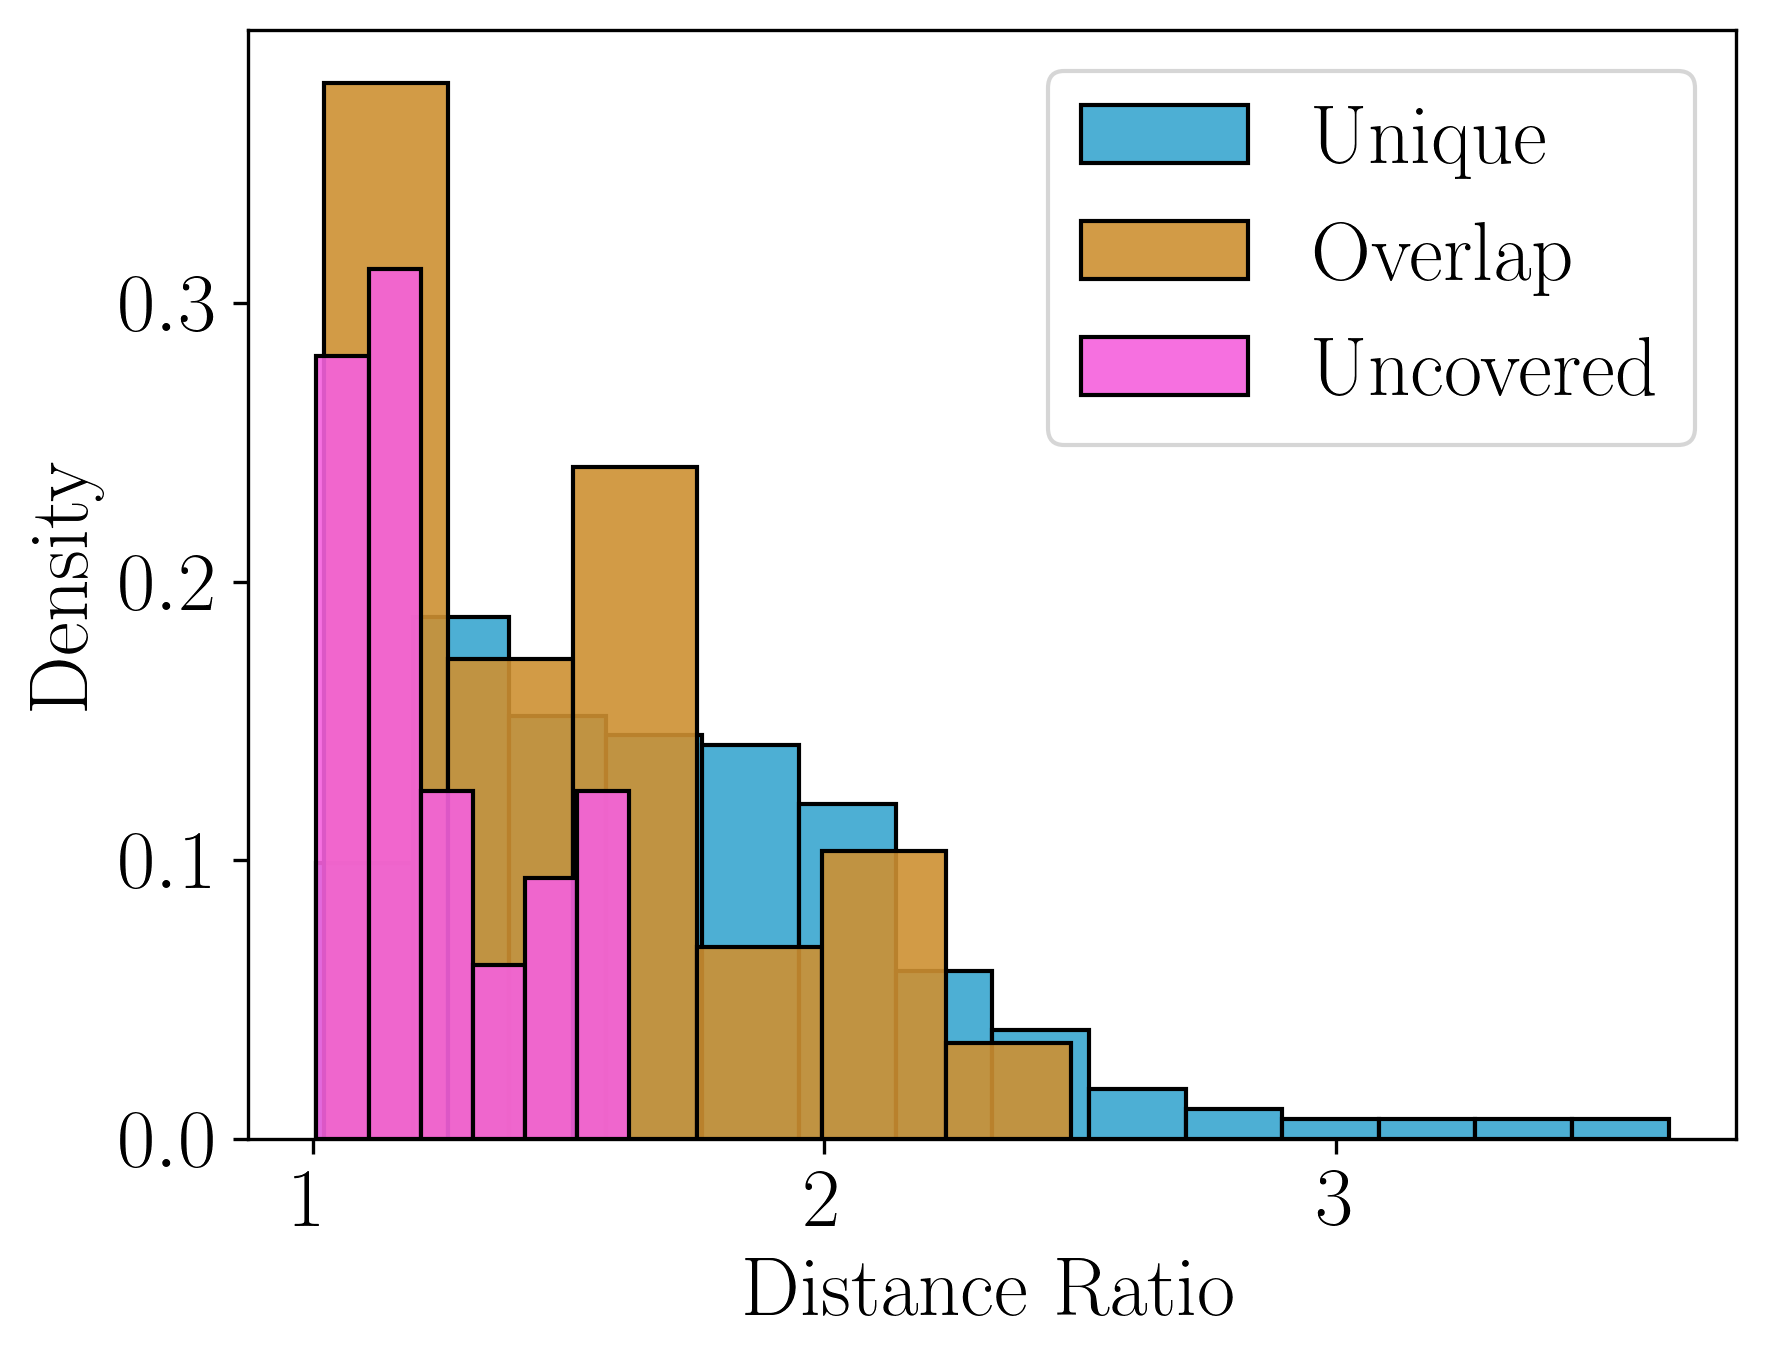 Unique
Overlap
Uncovered
Density
0.3
0.2
0.1
0.0
1 2 3
Distance Ratio